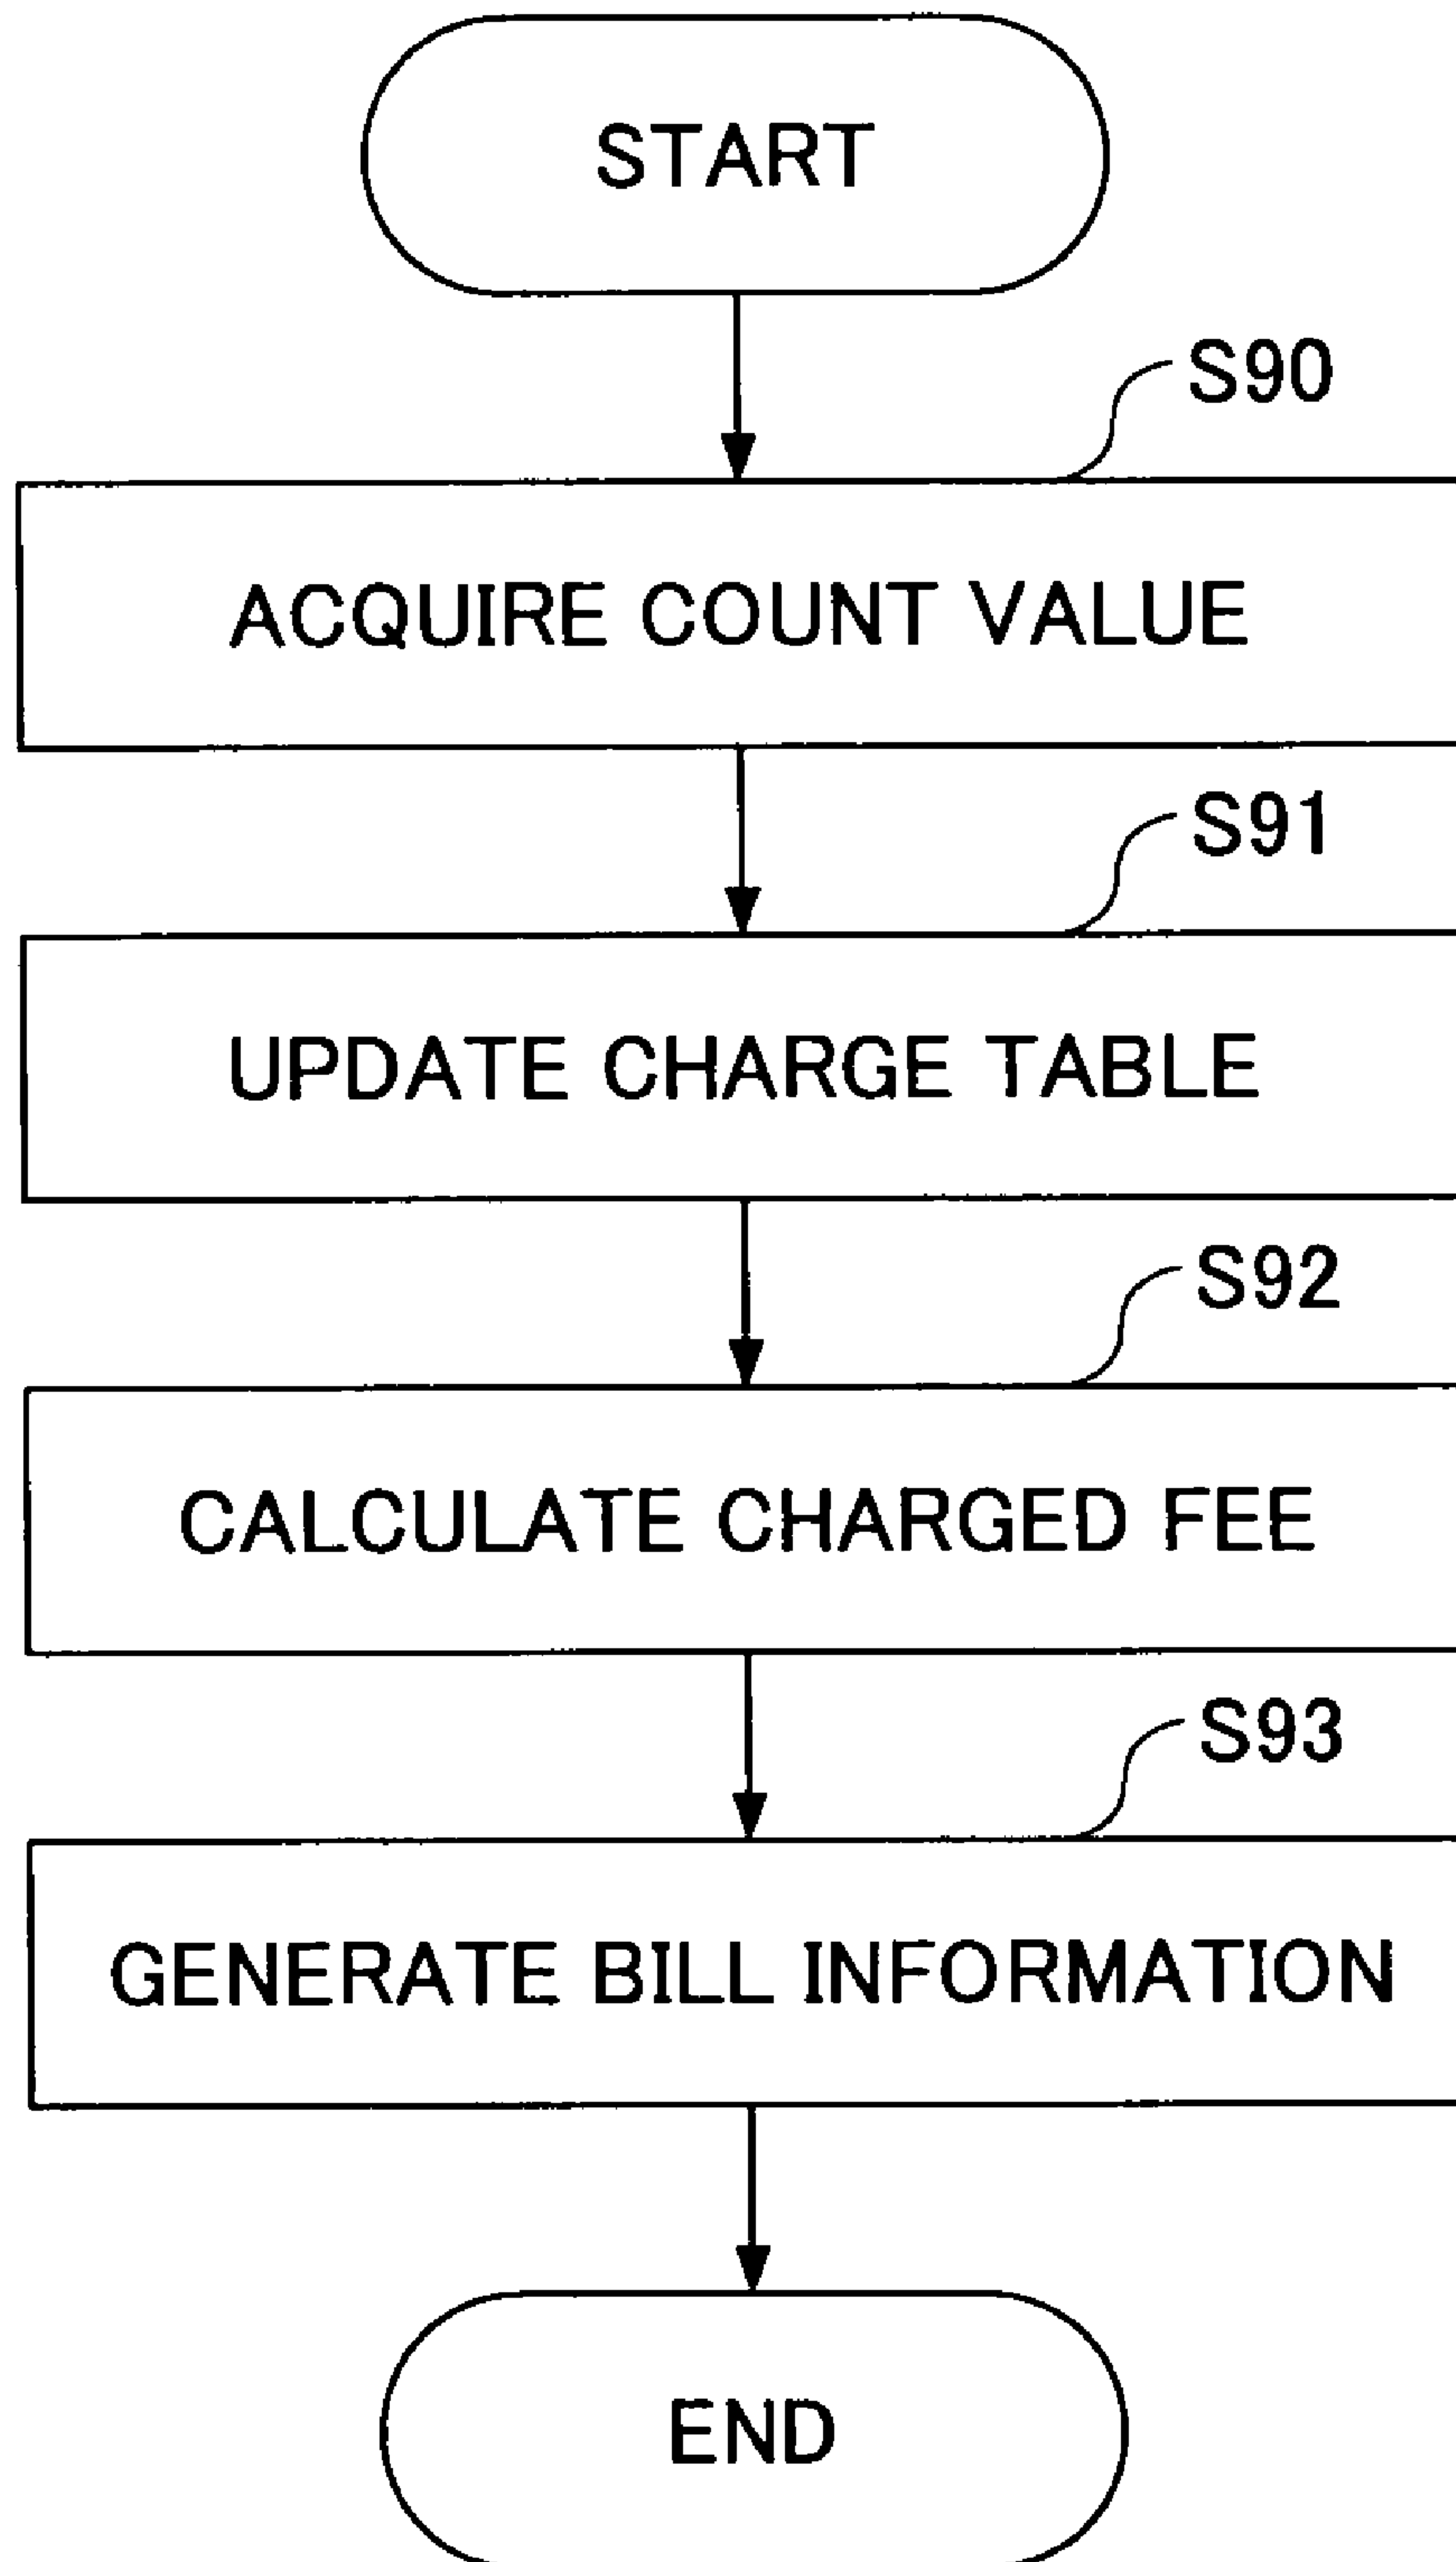 START
S90
ACQUIRE COUNT VALUE
S91
UPDATE CHARGE TABLE
S92
CALCULATE CHARGED FEE
S93
GENERATE BILL INFORMATION
END